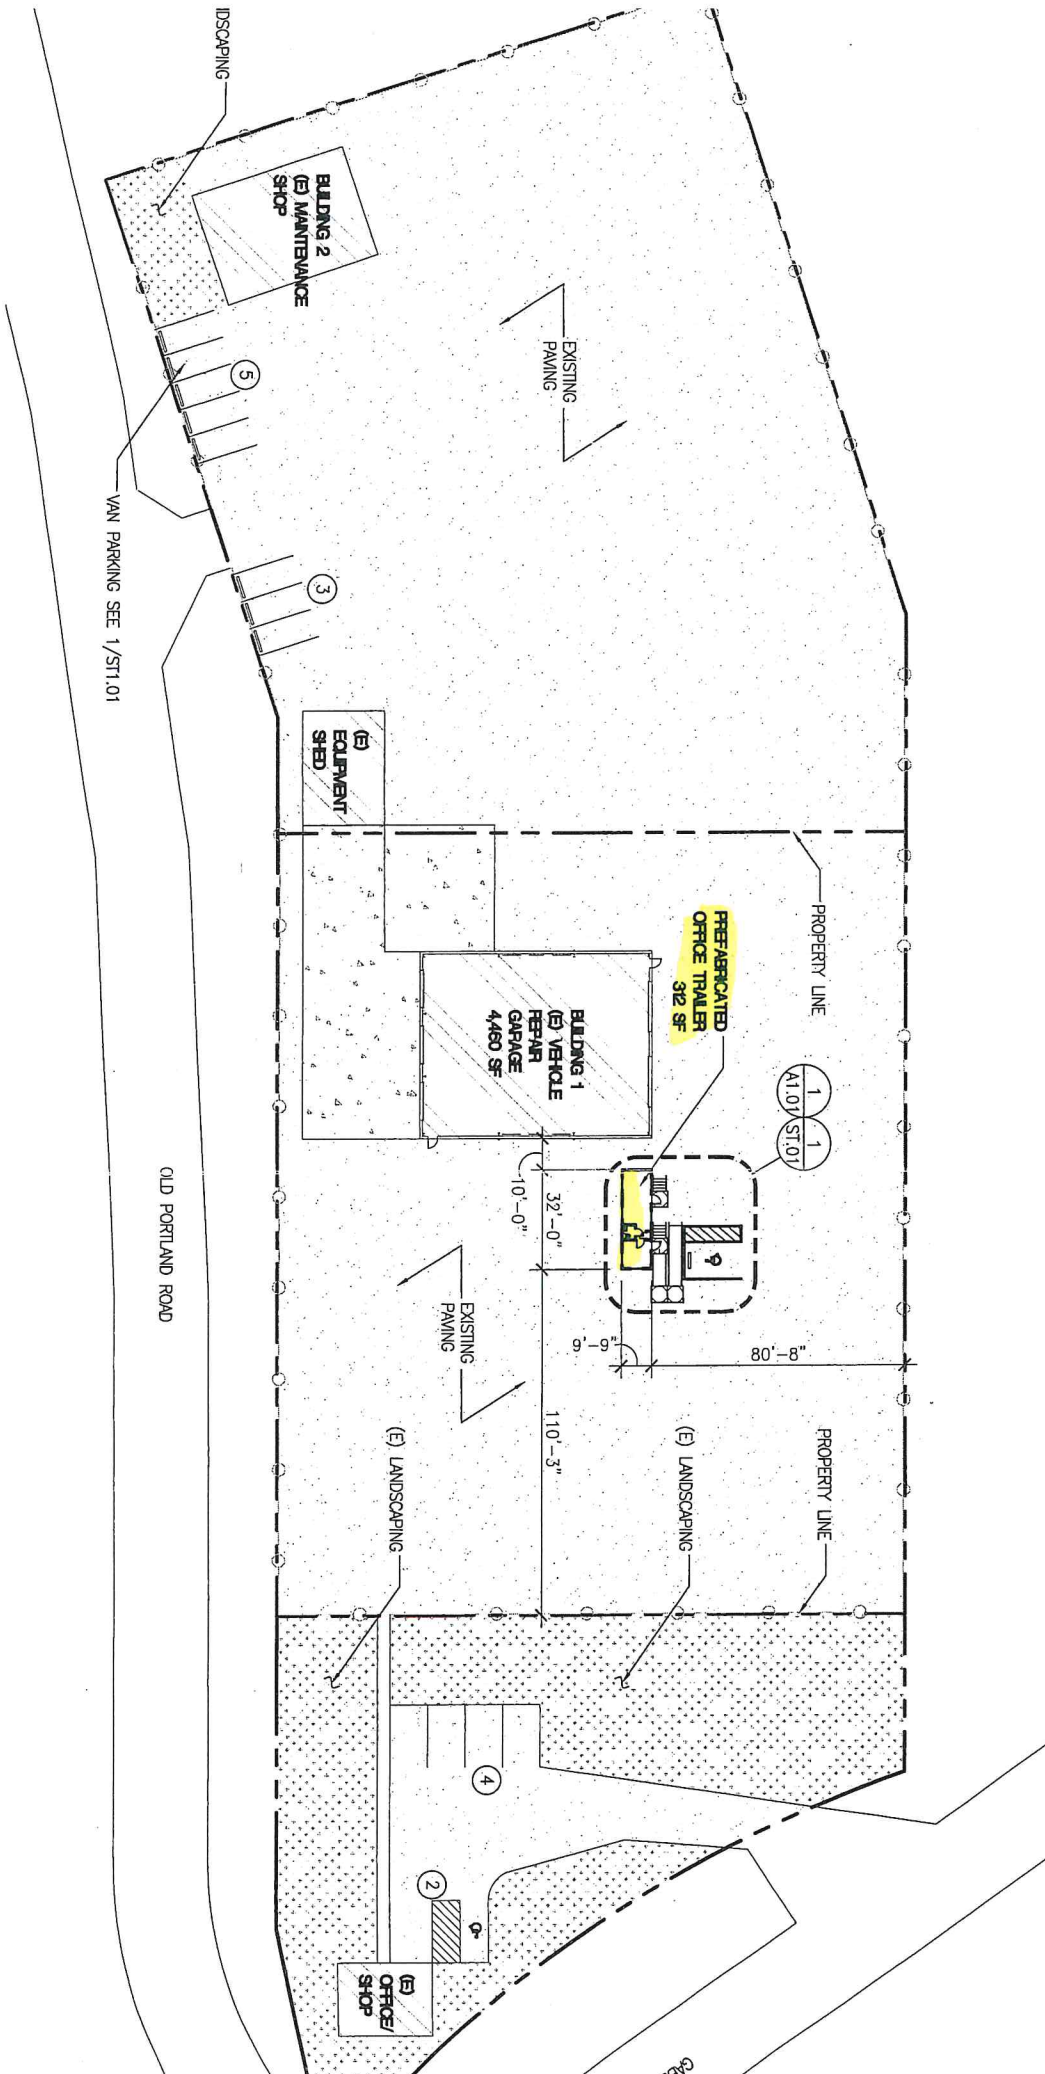 IDSCAPING
BUILDING 2
(E) MAINTENANCE
SHOP
EXISTING
PAVING
5
VAN PARKING SEE 1/ST1.01
3
(E)
EQUIPMENT
SHED
PROPERTY LINE
PREFABRICATED
OFFICE TRAILER
312 SF
BUILDING 1
(E) VEHICLE
REPAIR
GARAGE
4,460 SF
1
A1.01
1
ST.01
OLD PORTLAND ROAD
10'-0"
32'-0"
9'-9"
80'-8"
EXISTING
PAVING
110'-3"
(E) LANDSCAPING
(E) LANDSCAPING
PROPERTY LINE
4
2
(E)
OFFICE/
SHOP